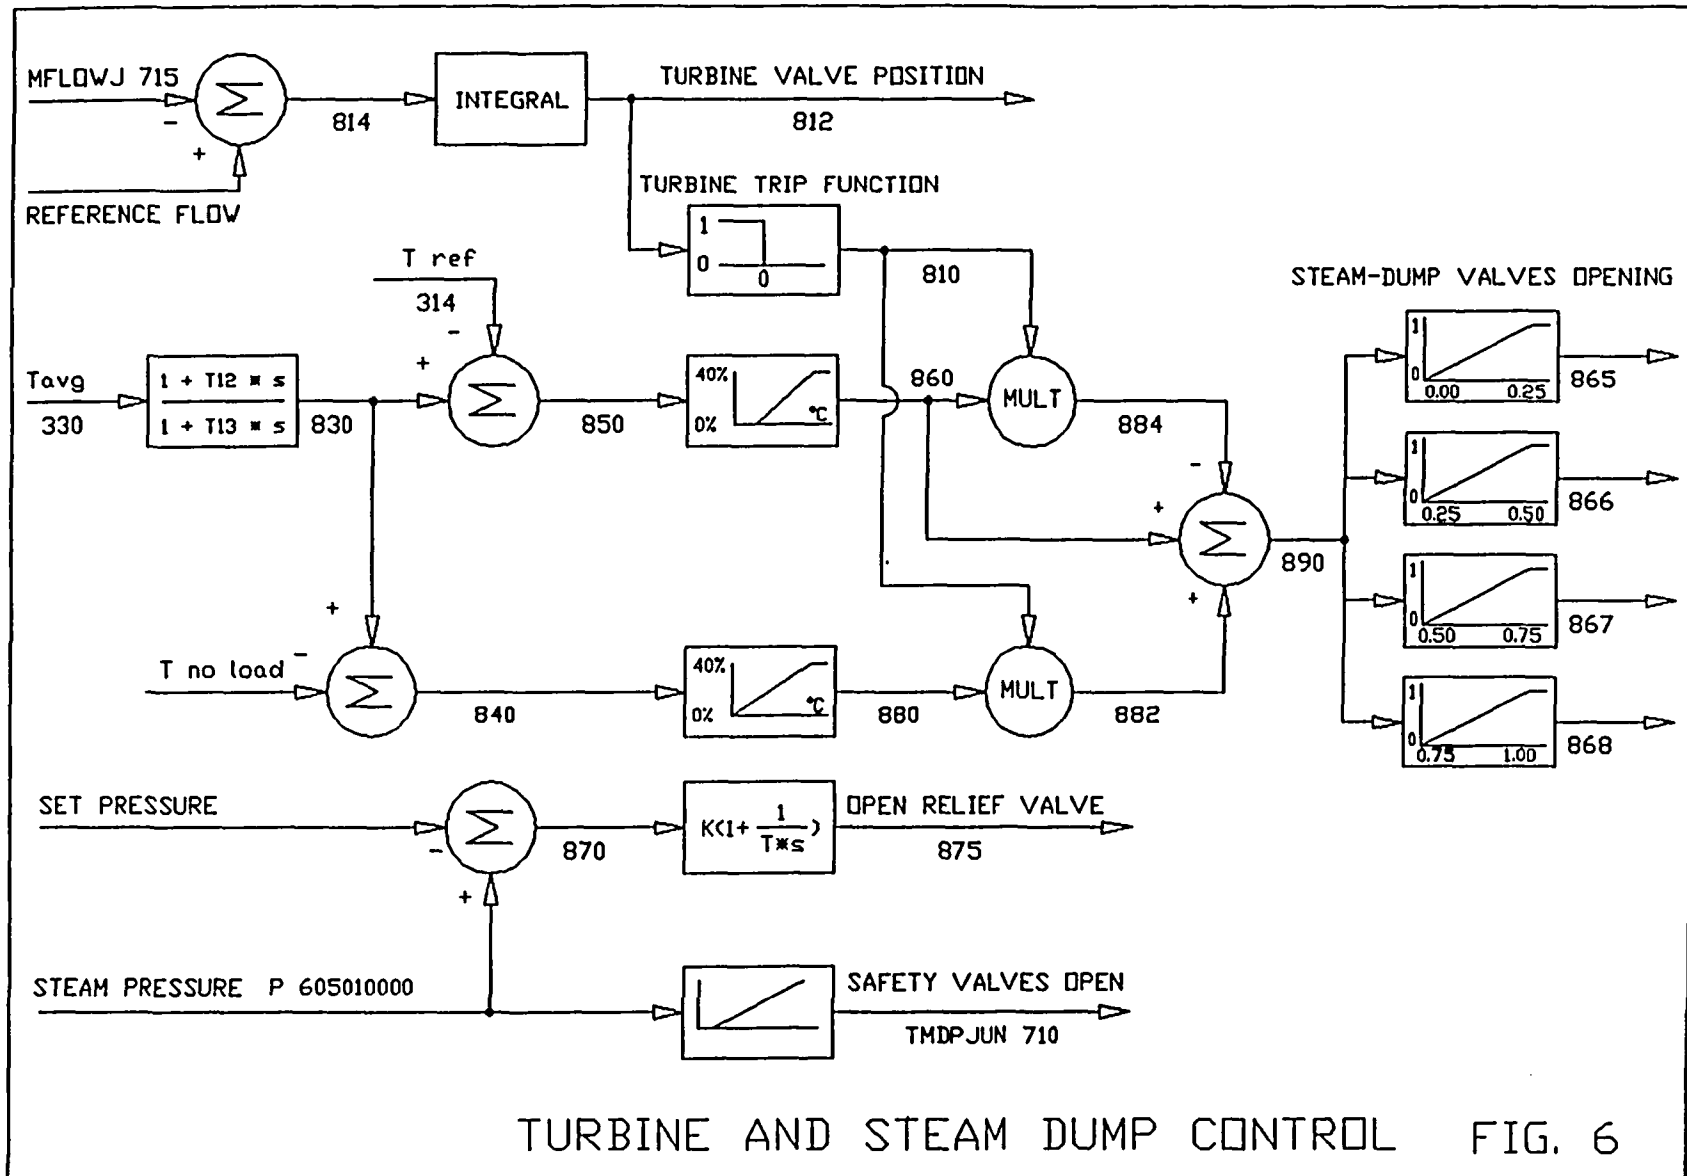 MFLOWJ 715
Σ
-
+
814
INTEGRAL
TURBINE VALVE POSITION
812
REFERENCE FLOW
TURBINE TRIP FUNCTION
1
0
0
810
T ref
314
-
+
STEAM-DUMP VALVES OPENING
1
0
0.00 0.25
865
Tavg
330
1 + T12 * s
1 + T13 * s
830
Σ
850
40%
0%
°C
860
MULT
884
-
+
+
Σ
890
1
0
0.25 0.50
866
1
0
0.50 0.75
867
1
0
0.75 1.00
868
+
-
T no load
Σ
840
40%
0%
°C
880
MULT
882
SET PRESSURE
Σ
-
+
870
K(1+ 1
T*s )
OPEN RELIEF VALVE
875
STEAM PRESSURE P 605010000
SAFETY VALVES OPEN
TMDPJUN 710
TURBINE AND STEAM DUMP CONTROL FIG. 6